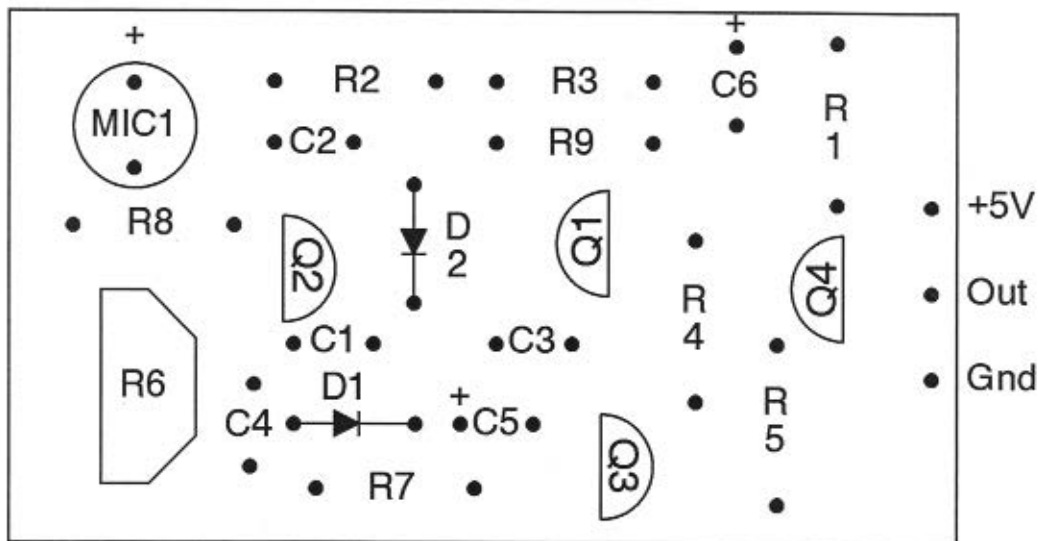 +
MIC1
R2
R3
+
C6
R
1
C2
R9
R8
Q2
D
2
Q1
R
4
Q4
+5V
Out
Gnd
R6
C1
C3
D1
C4
+
C5
R
5
R7
Q3